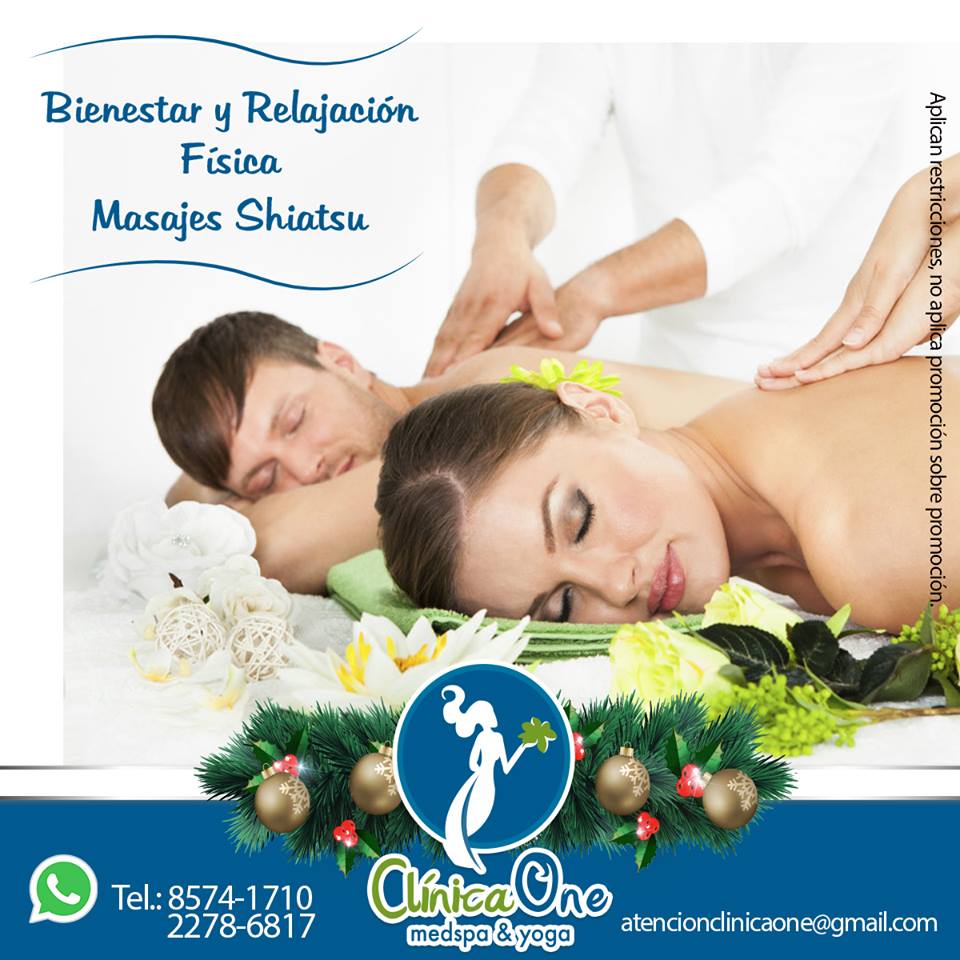 Bienestar y Relajación
Física
Masajes Shiatsu
Aplican restricciones, no aplica promoción sobre promoción.
Tel.: 8574-1710
2278-6817
Clínica One
medspa & yoga
atencionclinicaone@gmail.com